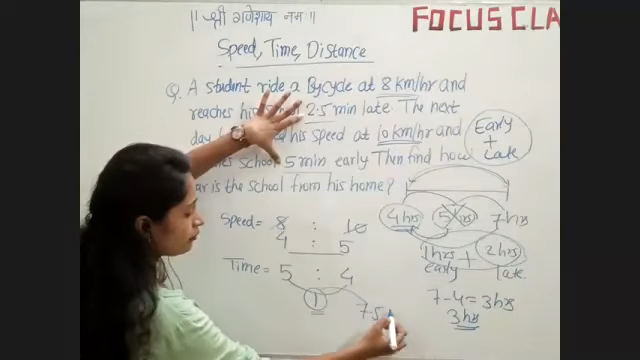 ।। श्री गणेशाय नमः ।।
FOCUS CLA
Speed, Time, Distance
Q. A student ride a Bycycle at 8 km/hr and
reaches his 2.5 min late. The next
day his speed at 10 km/hr and
school 5 min early Then find how
far is the school from his home?
Early
+
Late
Speed = 8 : 10
4 : 5
Time = 5 : 4
1
7.5
4 hrs 5 hrs 7 hrs
1 hrs + 2 hrs
early late
7-4 = 3 hrs
3 hrs